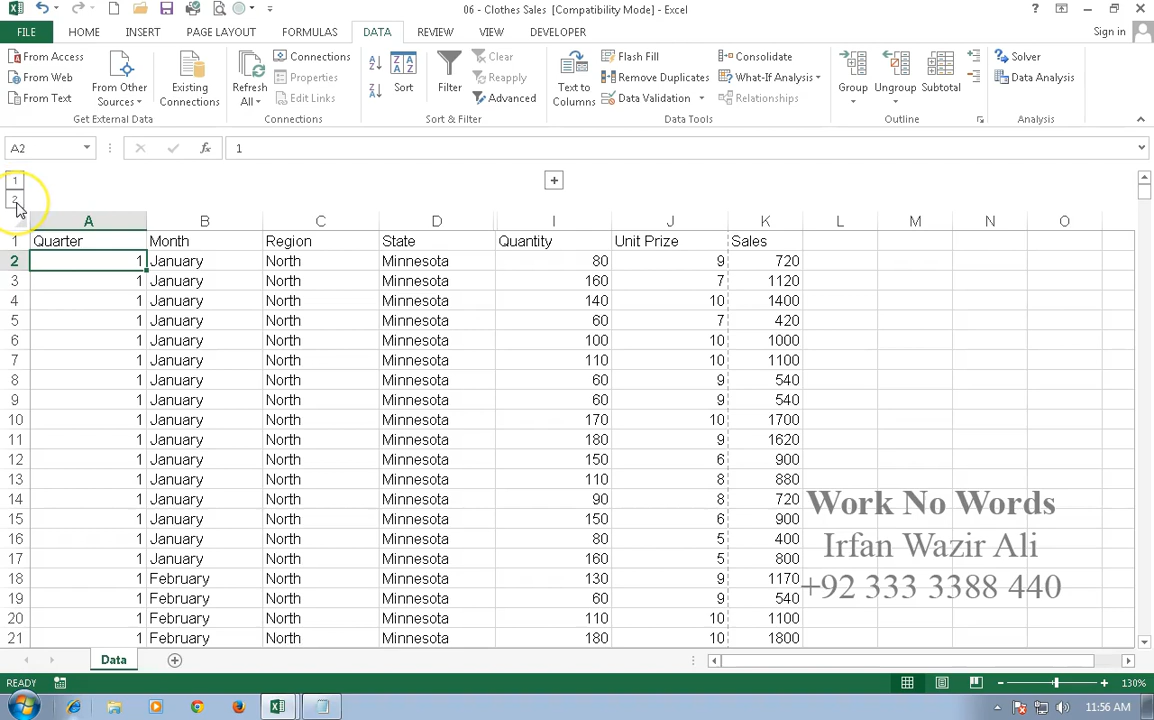 06 - Clothes Sales [Compatibility Mode] - Excel
?
FILE HOME INSERT PAGE LAYOUT FORMULAS DATA REVIEW VIEW DEVELOPER Sign in
From Access
From Web
From Text
From Other Sources
Existing Connections
Get External Data
Refresh All
Connections
Properties
Edit Links
Connections
Sort
Filter
Clear
Reapply
Advanced
Sort & Filter
Text to Columns
Flash Fill
Remove Duplicates
Data Validation
Consolidate
What-If Analysis
Relationships
Data Tools
Group
Ungroup
Subtotal
Outline
Solver
Data Analysis
Analysis
A2 fx 1
1
2
+
A B C D I J K L M N O
1 Quarter Month Region State Quantity Unit Prize Sales
2 1 January North Minnesota 80 9 720
3 1 January North Minnesota 160 7 1120
4 1 January North Minnesota 140 10 1400
5 1 January North Minnesota 60 7 420
6 1 January North Minnesota 100 10 1000
7 1 January North Minnesota 110 10 1100
8 1 January North Minnesota 60 9 540
9 1 January North Minnesota 60 9 540
10 1 January North Minnesota 170 10 1700
11 1 January North Minnesota 180 9 1620
12 1 January North Minnesota 150 6 900
13 1 January North Minnesota 110 8 880
14 1 January North Minnesota 90 8 720
15 1 January North Minnesota 150 6 900
16 1 January North Minnesota 80 5 400
17 1 January North Minnesota 160 5 800
18 1 February North Minnesota 130 9 1170
19 1 February North Minnesota 60 9 540
20 1 February North Minnesota 110 10 1100
21 1 February North Minnesota 180 10 1800
Work No Words
Irfan Wazir Ali
+92 333 3388 440
Data
READY 130%
11:56 AM